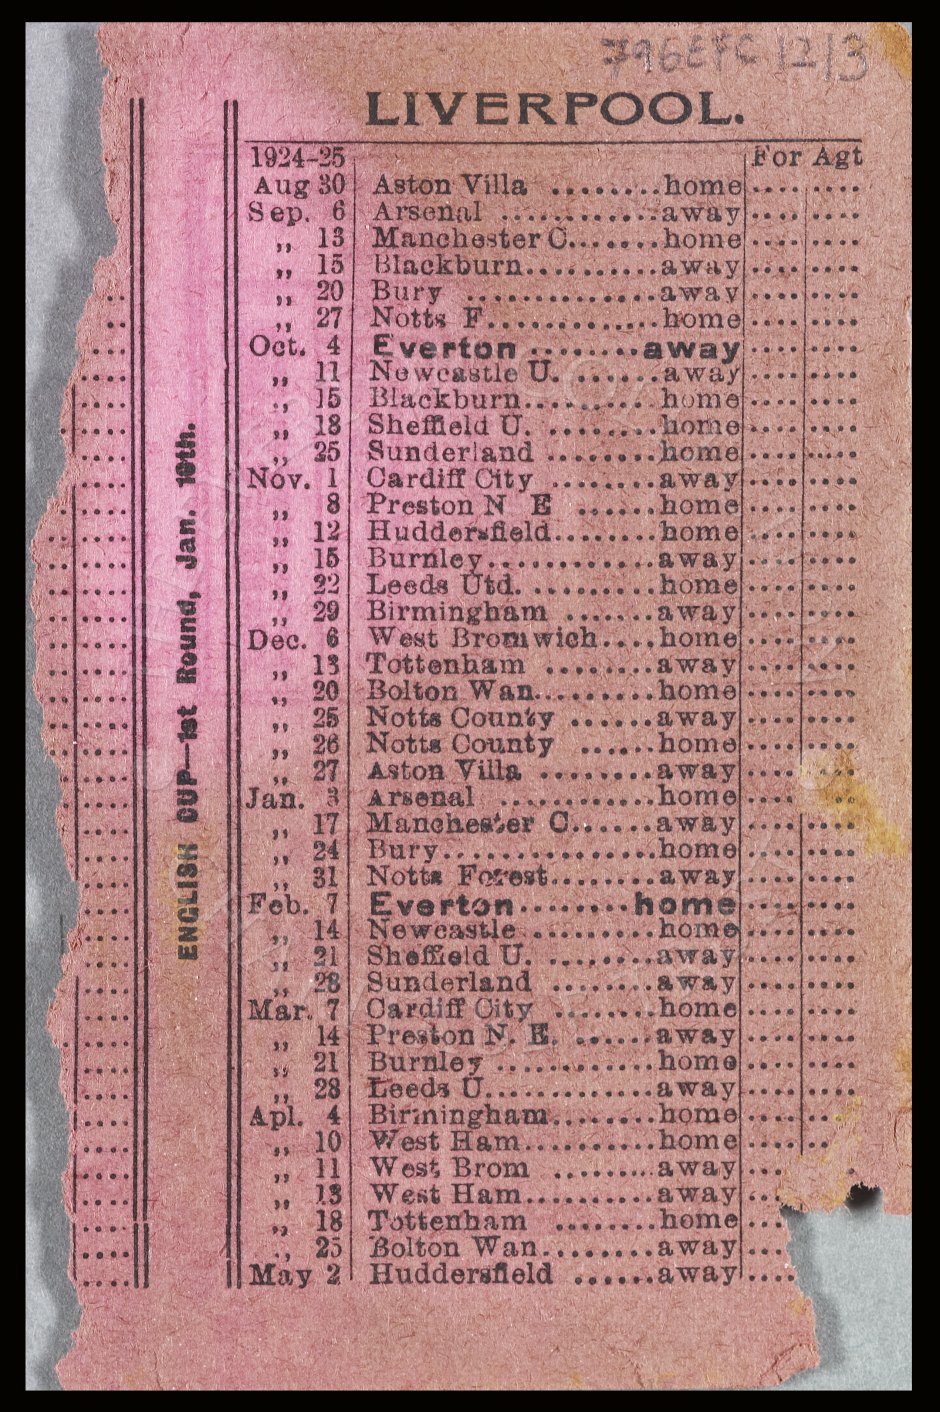 796EFC/2/3
LIVERPOOL.
1924-25 For Agt
Aug 30 Aston Villa ........home .... ....
Sep. 6 Arsenal ............away .... ....
„ 13 Manchester C.......home .... ....
„ 15 Blackburn..........away .... ....
„ 20 Bury ..............away .... ....
„ 27 Notts F.............home .... ....
Oct. 4 Everton ........away .... ....
„ 11 Newcastle U. ......away .... ....
„ 15 Blackburn..........home .... ....
„ 18 Sheffield U. ........home .... ....
„ 25 Sunderland ........home .... ....
Nov. 1 Cardiff City ........away .... ....
„ 8 Preston N E ......home .... ....
„ 12 Huddersfield........home .... ....
„ 15 Burnley.............away .... ....
„ 22 Leeds Utd. .........home .... ....
„ 29 Birmingham .......away .... ....
Dec. 6 West Bromwich....home .... ....
„ 13 Tottenham ........away .... ....
„ 20 Bolton Wan.........home .... ....
„ 25 Notts County ......away .... ....
„ 26 Notts County ......home .... ....
„ 27 Aston Villa ........away .... ....
Jan. 3 Arsenal ............home .... ..
„ 17 Manchester C.......away .... ....
„ 24 Bury................home .... ....
„ 31 Notts Forest........away .... ....
Feb. 7 Everton........home .... ....
„ 14 Newcastle .........home .... ....
„ 21 Sheffield U. ........away .... ....
„ 28 Sunderland ........away .... ....
Mar. 7 Cardiff City ........home .... ....
„ 14 Preston N. E. ......away .... ....
„ 21 Burnley ............home .... ....
„ 28 Leeds U.............away .... ....
Apl. 4 Birmingham........home .... ...
„ 10 West Ham..........home .... ..
„ 11 West Brom .........away ....
„ 13 West Ham..........away ...
„ 18 Tottenham ........home ...
„ 25 Bolton Wan.........away ....
May 2 Huddersfield ......away ....
ENGLISH CUP—1st Round, Jan. 10th.